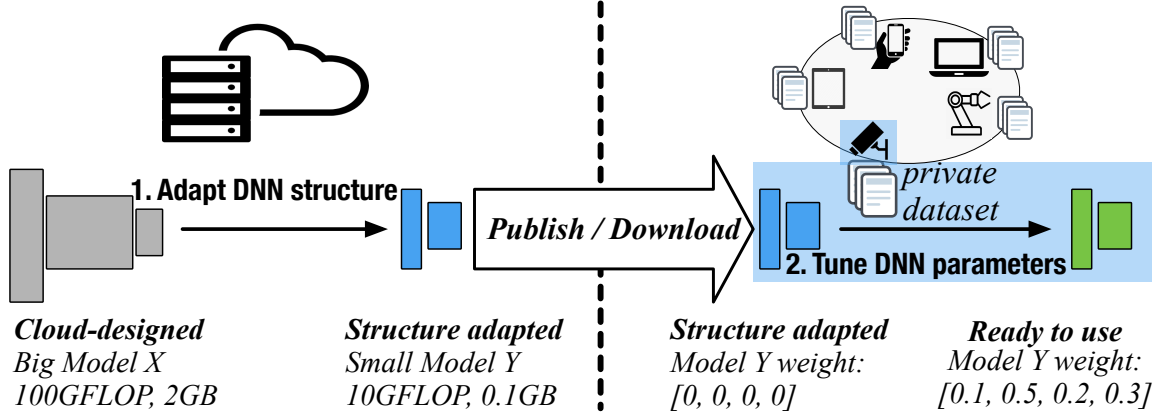 1. Adapt DNN structure
Publish / Download
private
dataset
2. Tune DNN parameters
Cloud-designed
Big Model X
100GFLOP, 2GB
Structure adapted
Small Model Y
10GFLOP, 0.1GB
Structure adapted
Model Y weight:
[0, 0, 0, 0]
Ready to use
Model Y weight:
[0.1, 0.5, 0.2, 0.3]